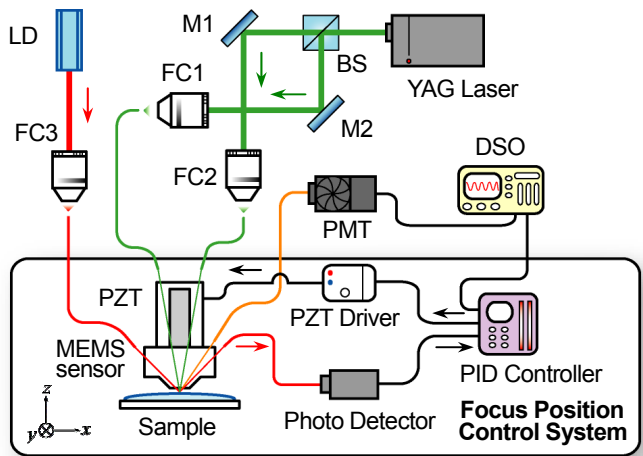 LD
M1
BS
YAG Laser
FC1
M2
FC3
FC2
DSO
PMT
PZT
PZT Driver
MEMS
sensor
PID Controller
Sample
Photo Detector
Focus Position
Control System
z
y
x